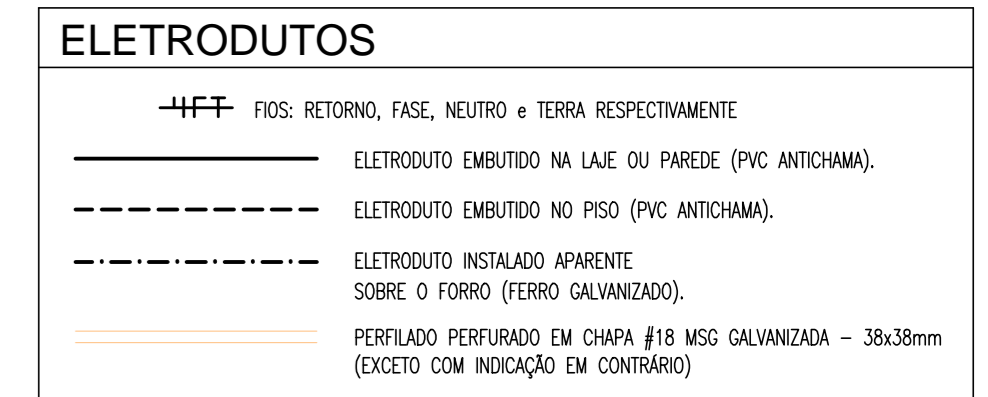 ELETRODUTOS
FIOS: RETORNO, FASE, NEUTRO e TERRA RESPECTIVAMENTE
ELETRODUTO EMBUTIDO NA LAJE OU PAREDE (PVC ANTICHAMA).
ELETRODUTO EMBUTIDO NO PISO (PVC ANTICHAMA).
ELETRODUTO INSTALADO APARENTE
SOBRE O FORRO (FERRO GALVANIZADO).
PERFILADO PERFURADO EM CHAPA #18 MSG GALVANIZADA – 38x38mm
(EXCETO COM INDICAÇÃO EM CONTRÁRIO)